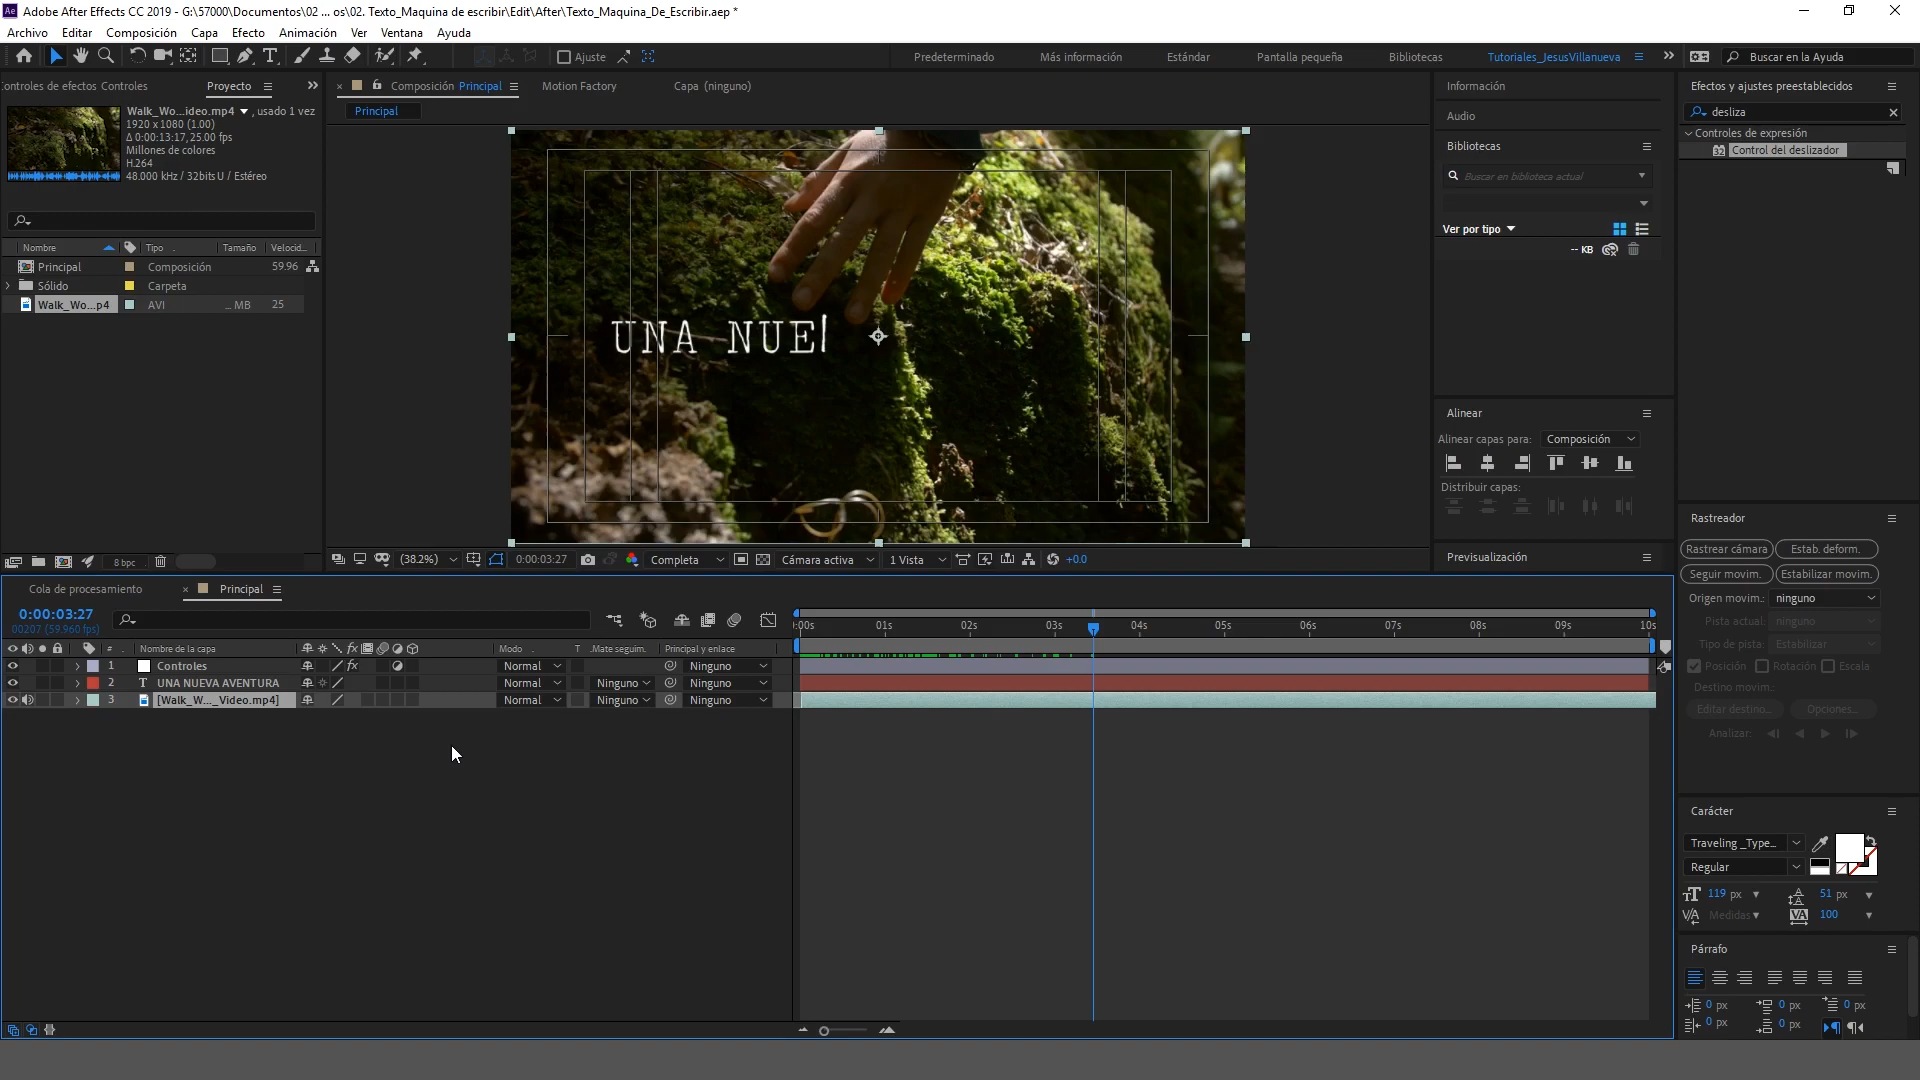 Adobe After Effects CC 2019 - G:\57000\Documentos\02 ... os\02. Texto_Maquina de escribir\Edit\After\Texto_Maquina_De_Escribir.aep *
Archivo Editar Composición Capa Efecto Animación Ver Ventana Ayuda
Ajuste
Predeterminado Más información Estándar Pantalla pequeña Bibliotecas Tutoriales_JesusVillanueva Buscar en la Ayuda
ontroles de efectos Controles Proyecto
Walk_Wo...ideo.mp4 , usado 1 vez
1920 x 1080 (1.00)
Δ 0:00:13:17, 25.00 fps
Millones de colores
H.264
48.000 kHz / 32bits U / Estéreo
Nombre Tipo Tamaño Velocid...
Principal Composición 59.96
Sólido Carpeta
Walk_Wo...p4 AVI ... MB 25
8 bpc
Composición Principal Motion Factory Capa (ninguno)
Principal
UNA NUE
(38.2%) 0:00:03:27 Completa Cámara activa 1 Vista +0.0
Información
Audio
Bibliotecas
Buscar en biblioteca actual
Ver por tipo
-- KB
Alinear
Alinear capas para: Composición
Distribuir capas:
Previsualización
Efectos y ajustes preestablecidos
desliza
Controles de expresión
32 Control del deslizador
Rastreador
Rastrear cámara Estab. deform.
Seguir movim. Estabilizar movim.
Origen movim.: ninguno
Pista actual: ninguno
Tipo de pista: Estabilizar
Posición Rotación Escala
Destino movim.:
Editar destino... Opciones...
Analizar:
Carácter
Traveling _Type...
Regular
119 px 51 px
Medidas 100
Párrafo
0 px 0 px 0 px
0 px 0 px
Cola de procesamiento Principal
0:00:03:27
00207 (59.960 fps)
:00s 01s 02s 03s 04s 05s 06s 07s 08s 09s 10s
# Nombre de la capa Modo T .Mate seguim. Principal y enlace
1 Controles Normal Ninguno
2 T UNA NUEVA AVENTURA Normal Ninguno Ninguno
3 [Walk_W..._Video.mp4] Normal Ninguno Ninguno